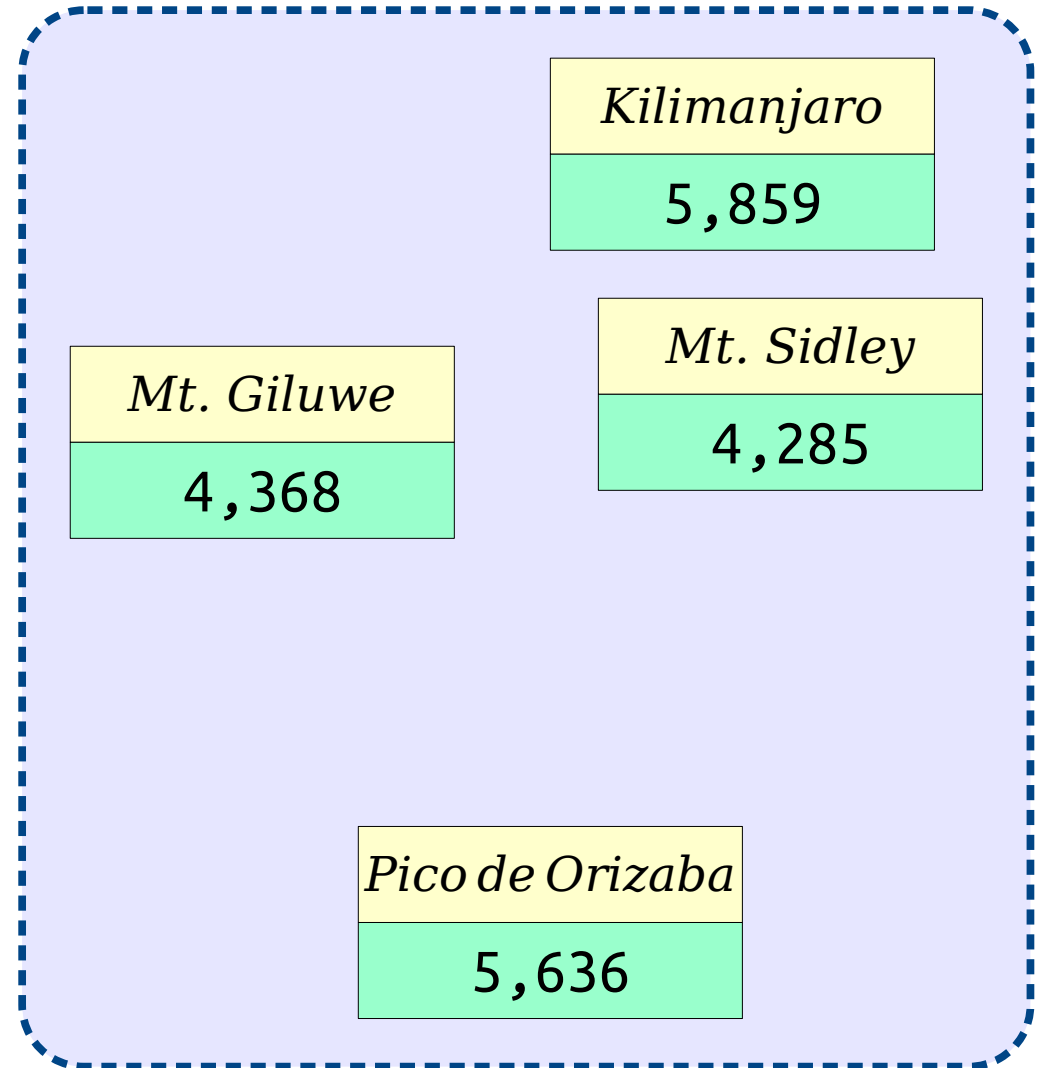 Kilimanjaro
5,859
Mt. Sidley
4,285
Mt. Giluwe
4,368
Pico de Orizaba
5,636